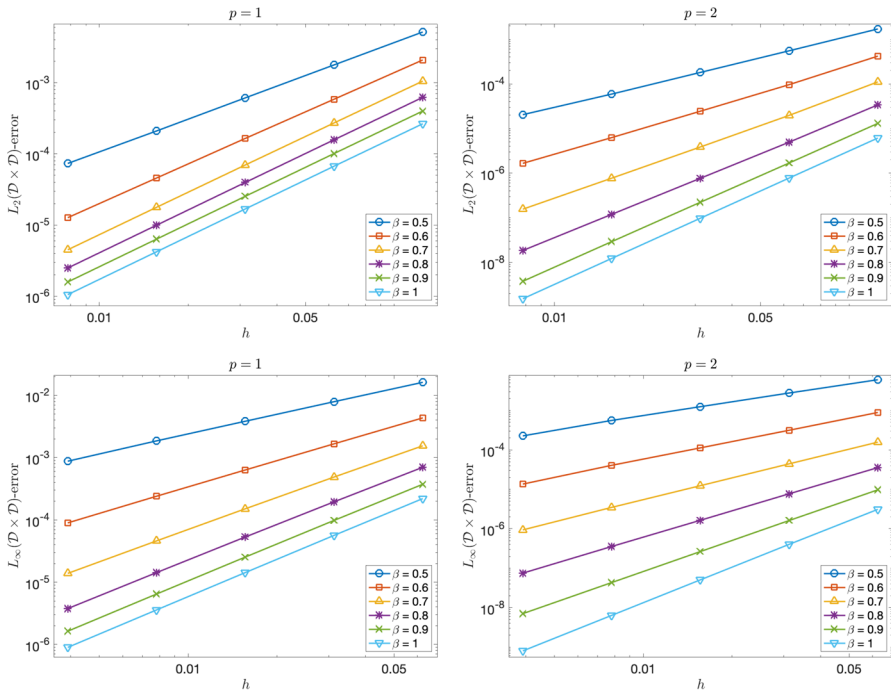 p = 1
L₂(𝒟 × 𝒟)-error
10⁻³
10⁻⁴
10⁻⁵
10⁻⁶
β = 0.5
β = 0.6
β = 0.7
β = 0.8
β = 0.9
β = 1
0.01
0.05
h
p = 2
L₂(𝒟 × 𝒟)-error
10⁻⁴
10⁻⁶
10⁻⁸
β = 0.5
β = 0.6
β = 0.7
β = 0.8
β = 0.9
β = 1
0.01
0.05
h
p = 1
L∞(𝒟 × 𝒟)-error
10⁻²
10⁻³
10⁻⁴
10⁻⁵
10⁻⁶
β = 0.5
β = 0.6
β = 0.7
β = 0.8
β = 0.9
β = 1
0.01
0.05
h
p = 2
L∞(𝒟 × 𝒟)-error
10⁻⁴
10⁻⁶
10⁻⁸
β = 0.5
β = 0.6
β = 0.7
β = 0.8
β = 0.9
β = 1
0.01
0.05
h